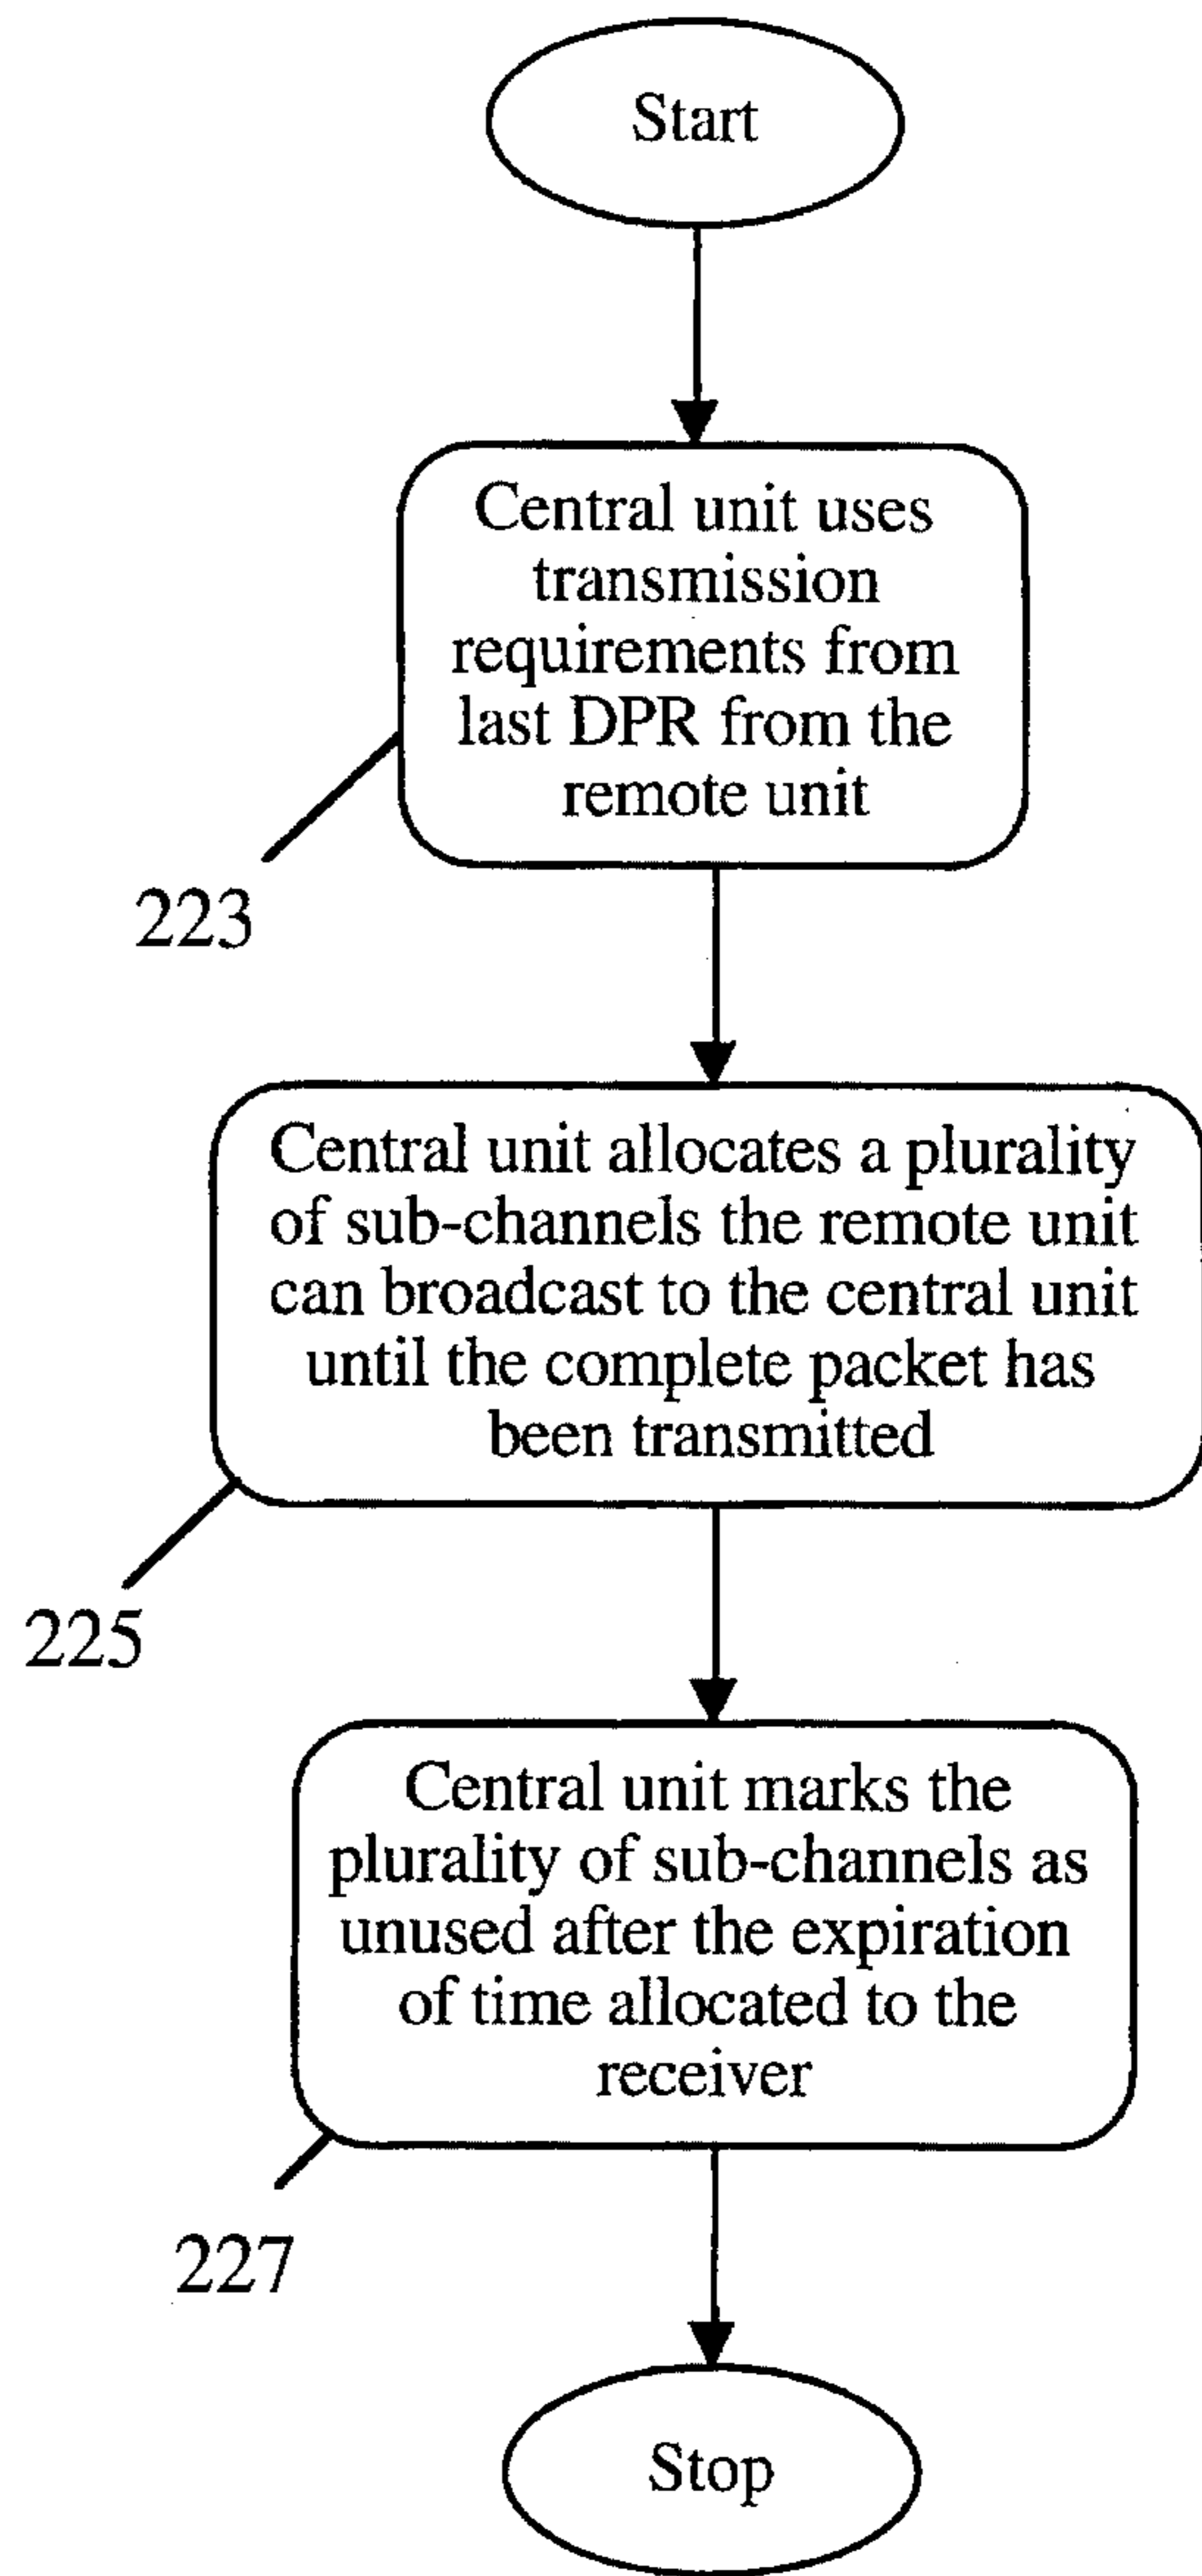 Start
Central unit uses
transmission
requirements from
last DPR from the
remote unit
223
Central unit allocates a plurality
of sub-channels the remote unit
can broadcast to the central unit
until the complete packet has
been transmitted
225
Central unit marks the
plurality of sub-channels as
unused after the expiration
of time allocated to the
receiver
227
Stop